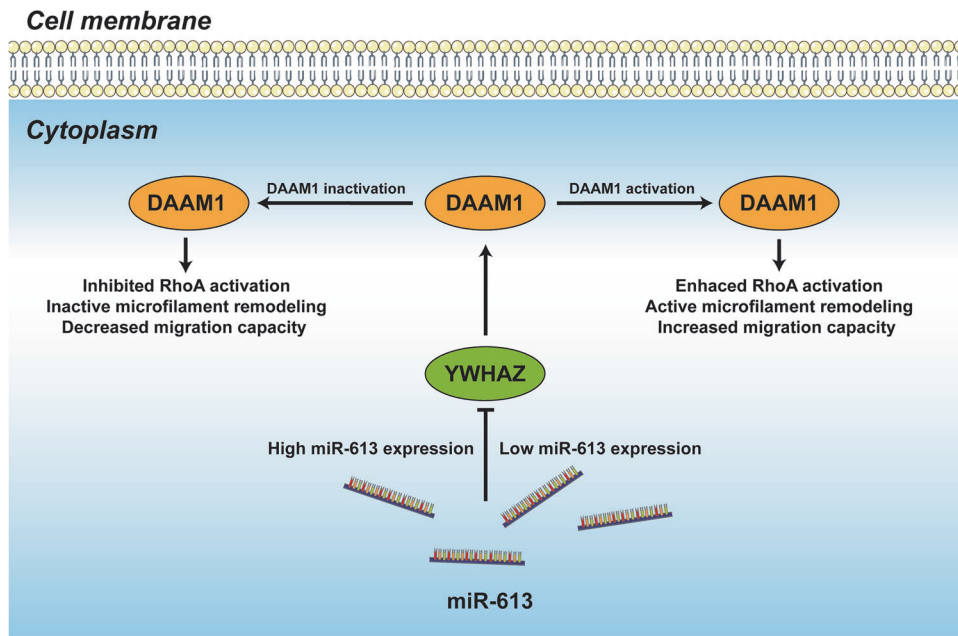 Cell membrane
Cytoplasm
DAAM1 inactivation
DAAM1 activation
DAAM1
DAAM1
DAAM1
Inhibited RhoA activation
Inactive microfilament remodeling
Decreased migration capacity
Enhaced RhoA activation
Active microfilament remodeling
Increased migration capacity
YWHAZ
High miR-613 expression
Low miR-613 expression
miR-613